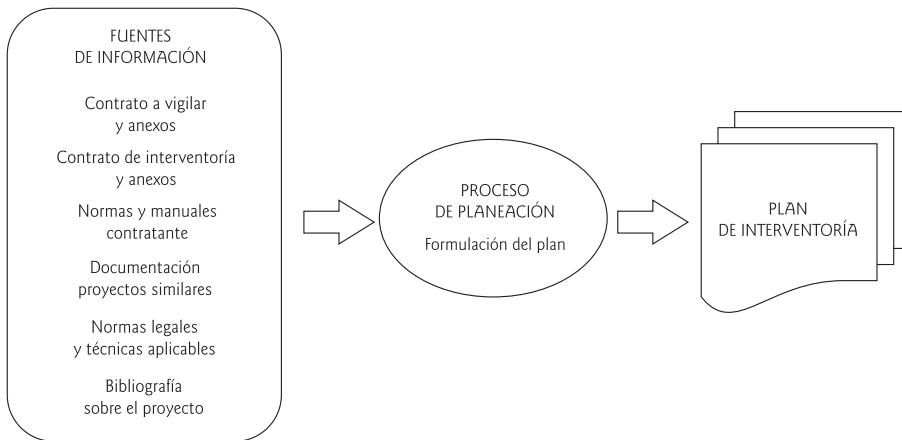 FUENTES
DE INFORMACIÓN
Contrato a vigilar
y anexos
Contrato de interventoría
y anexos
Normas y manuales
contratante
Documentación
proyectos similares
Normas legales
y técnicas aplicables
Bibliografía
sobre el proyecto
PROCESO
DE PLANEACIÓN
Formulación del plan
PLAN
DE INTERVENTORÍA